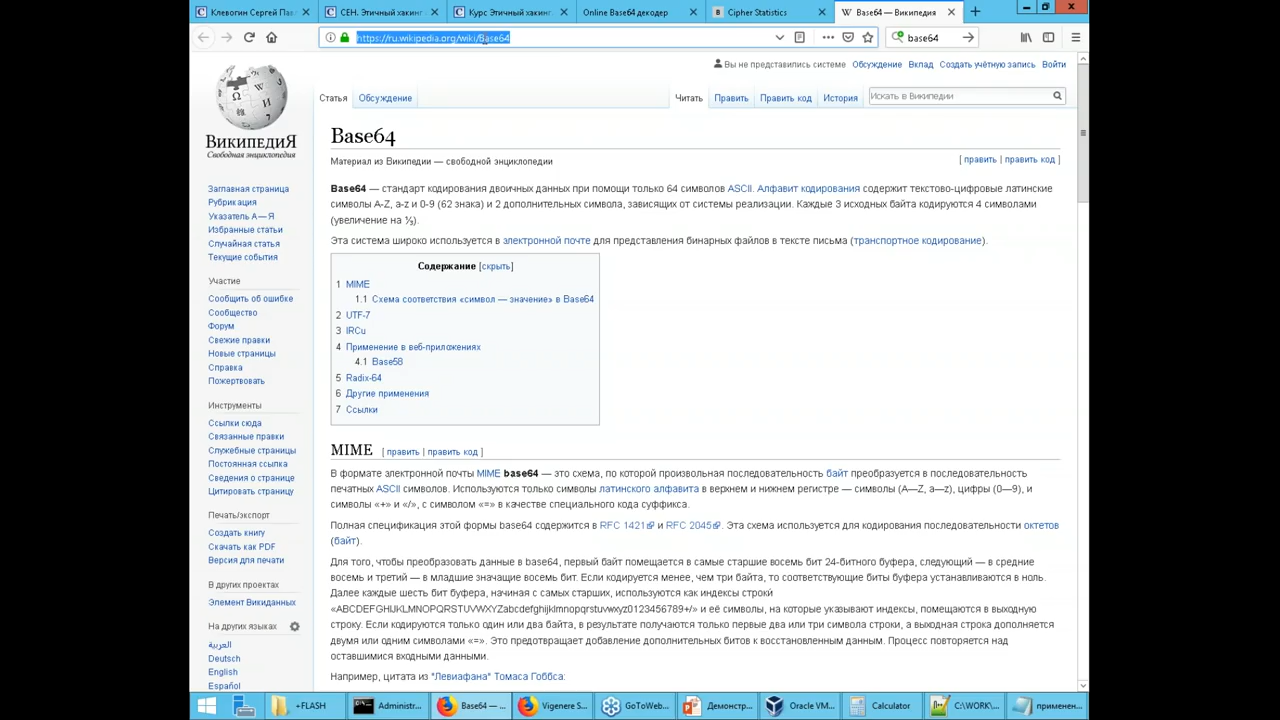 Клевогин Сергей Пав
CEH. Этичный хакинг
Курс Этичный хакинг
Online Base64 декодер
Cipher Statistics
Base64 — Википедия
https://ru.wikipedia.org/wiki/Base64
base64
Вы не представились системе
Обсуждение
Вклад
Создать учётную запись
Войти
Статья
Обсуждение
Читать
Править
Править код
История
Искать в Википедии
ВикипедиЯ
Свободная энциклопедия
Заглавная страница
Рубрикация
Указатель А — Я
Избранные статьи
Случайная статья
Текущие события
Участие
Сообщить об ошибке
Сообщество
Форум
Свежие правки
Новые страницы
Справка
Пожертвовать
Инструменты
Ссылки сюда
Связанные правки
Служебные страницы
Постоянная ссылка
Сведения о странице
Цитировать страницу
Печать/экспорт
Создать книгу
Скачать как PDF
Версия для печати
В других проектах
Элемент Викиданных
На других языках
العربية
Deutsch
English
Español
Base64
Материал из Википедии — свободной энциклопедии
[ править | править код ]
Base64 — стандарт кодирования двоичных данных при помощи только 64 символов ASCII. Алфавит кодирования содержит текстово-цифровые латинские
символы A-Z, a-z и 0-9 (62 знака) и 2 дополнительных символа, зависящих от системы реализации. Каждые 3 исходных байта кодируются 4 символами
(увеличение на ⅓).
Эта система широко используется в электронной почте для представления бинарных файлов в тексте письма (транспортное кодирование).
Содержание [скрыть]
1 MIME
1.1 Схема соответствия «символ — значение» в Base64
2 UTF-7
3 IRCu
4 Применение в веб-приложениях
4.1 Base58
5 Radix-64
6 Другие применения
7 Ссылки
MIME [ править | править код ]
В формате электронной почты MIME base64 — это схема, по которой произвольная последовательность байт преобразуется в последовательность
печатных ASCII символов. Используются только символы латинского алфавита в верхнем и нижнем регистре — символы (A—Z, a—z), цифры (0—9), и
символы «+» и «/», с символом «=» в качестве специального кода суффикса.
Полная спецификация этой формы base64 содержится в RFC 1421 и RFC 2045. Эта схема используется для кодирования последовательности октетов
(байт).
Для того, чтобы преобразовать данные в base64, первый байт помещается в самые старшие восемь бит 24-битного буфера, следующий — в средние
восемь и третий — в младшие значащие восемь бит. Если кодируется менее, чем три байта, то соответствующие биты буфера устанавливаются в ноль.
Далее каждые шесть бит буфера, начиная с самых старших, используются как индексы строки
«ABCDEFGHIJKLMNOPQRSTUVWXYZabcdefghijklmnopqrstuvwxyz0123456789+/» и её символы, на которые указывают индексы, помещаются в выходную
строку. Если кодируются только один или два байта, в результате получаются только первые два или три символа строки, а выходная строка дополняется
двумя или одним символами «=». Это предотвращает добавление дополнительных битов к восстановленным данным. Процесс повторяется над
оставшимися входными данными.
Например, цитата из "Левиафана" Томаса Гоббса:
+FLASH
Administr...
Base64 — ...
Vigenere S...
GoToWeb...
Демонстр...
Oracle VM...
Calculator
C:\WORK\...
применен...